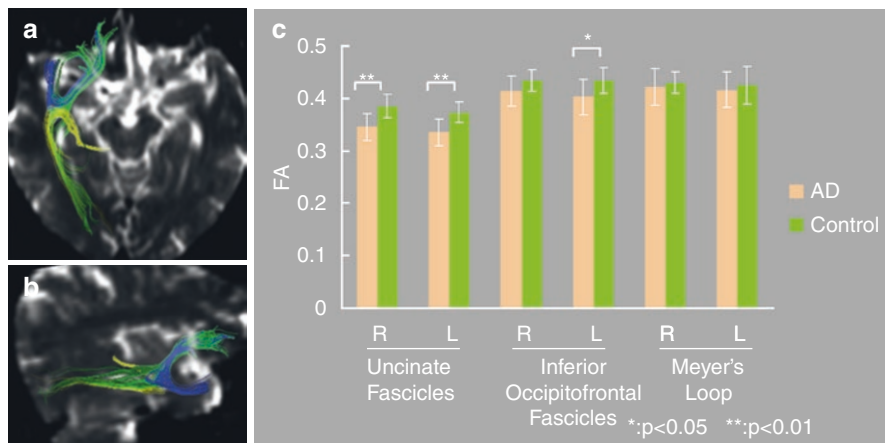 a
b
c
FA
0.5
0.4
0.3
0.2
0.1
0
** ** *
AD
Control
R L R L R L
Uncinate
Fascicles
Inferior
Occipitofrontal
Fascicles
Meyer's
Loop
*:p<0.05 **:p<0.01